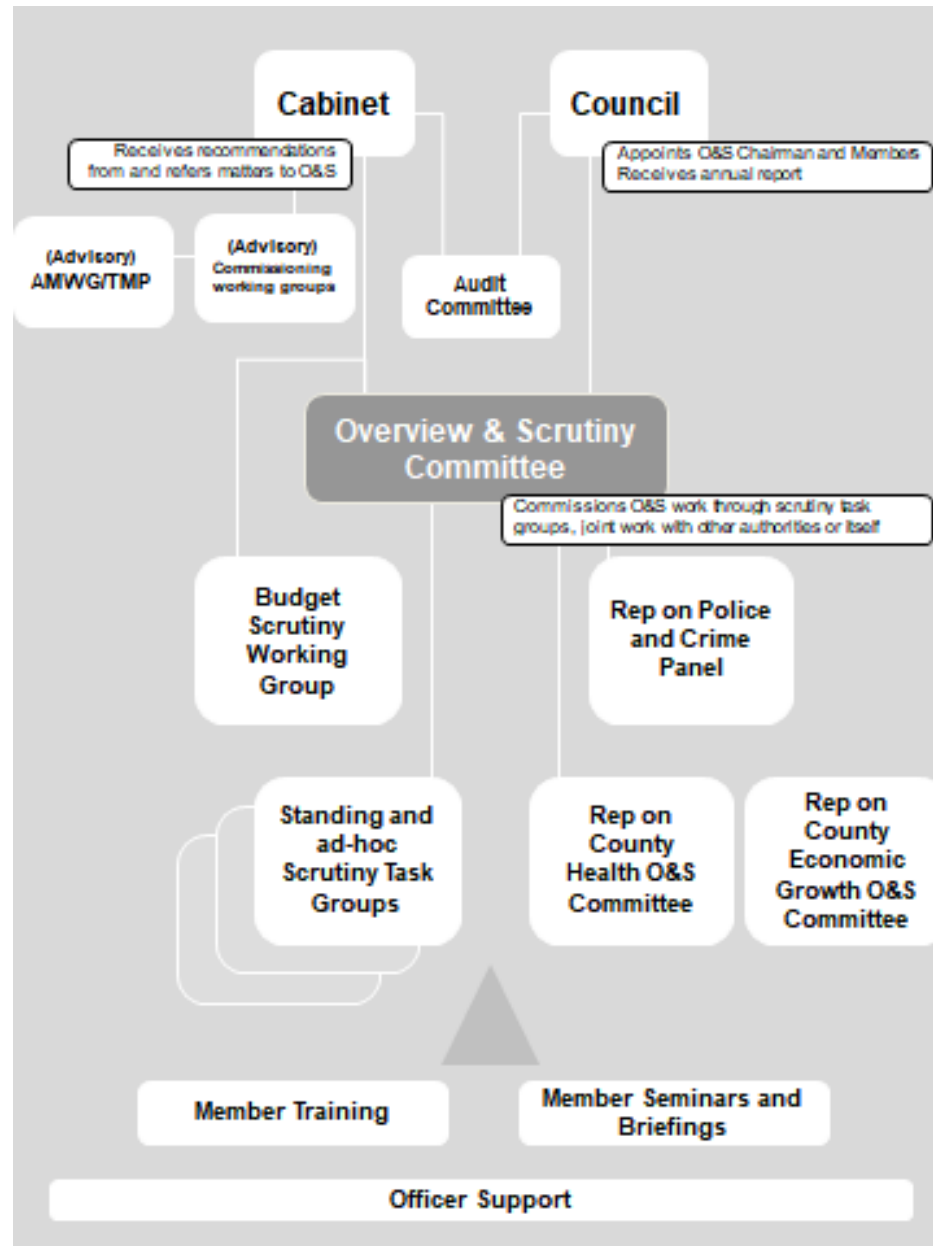 Cabinet
Council
Receives recommendations
from and refers matters to O&S
Appoints O&S Chairman and Members
Receives annual report
(Advisory)
AMWG/TMP
(Advisory)
Commissioning
working groups
Audit
Committee
Overview & Scrutiny
Committee
Commissions O&S work through scrutiny task
groups, joint work with other authorities or itself
Budget
Scrutiny
Working
Group
Rep on Police
and Crime
Panel
Standing and
ad-hoc
Scrutiny Task
Groups
Rep on
County
Health O&S
Committee
Rep on
County
Economic
Growth O&S
Committee
Member Training
Member Seminars and
Briefings
Officer Support